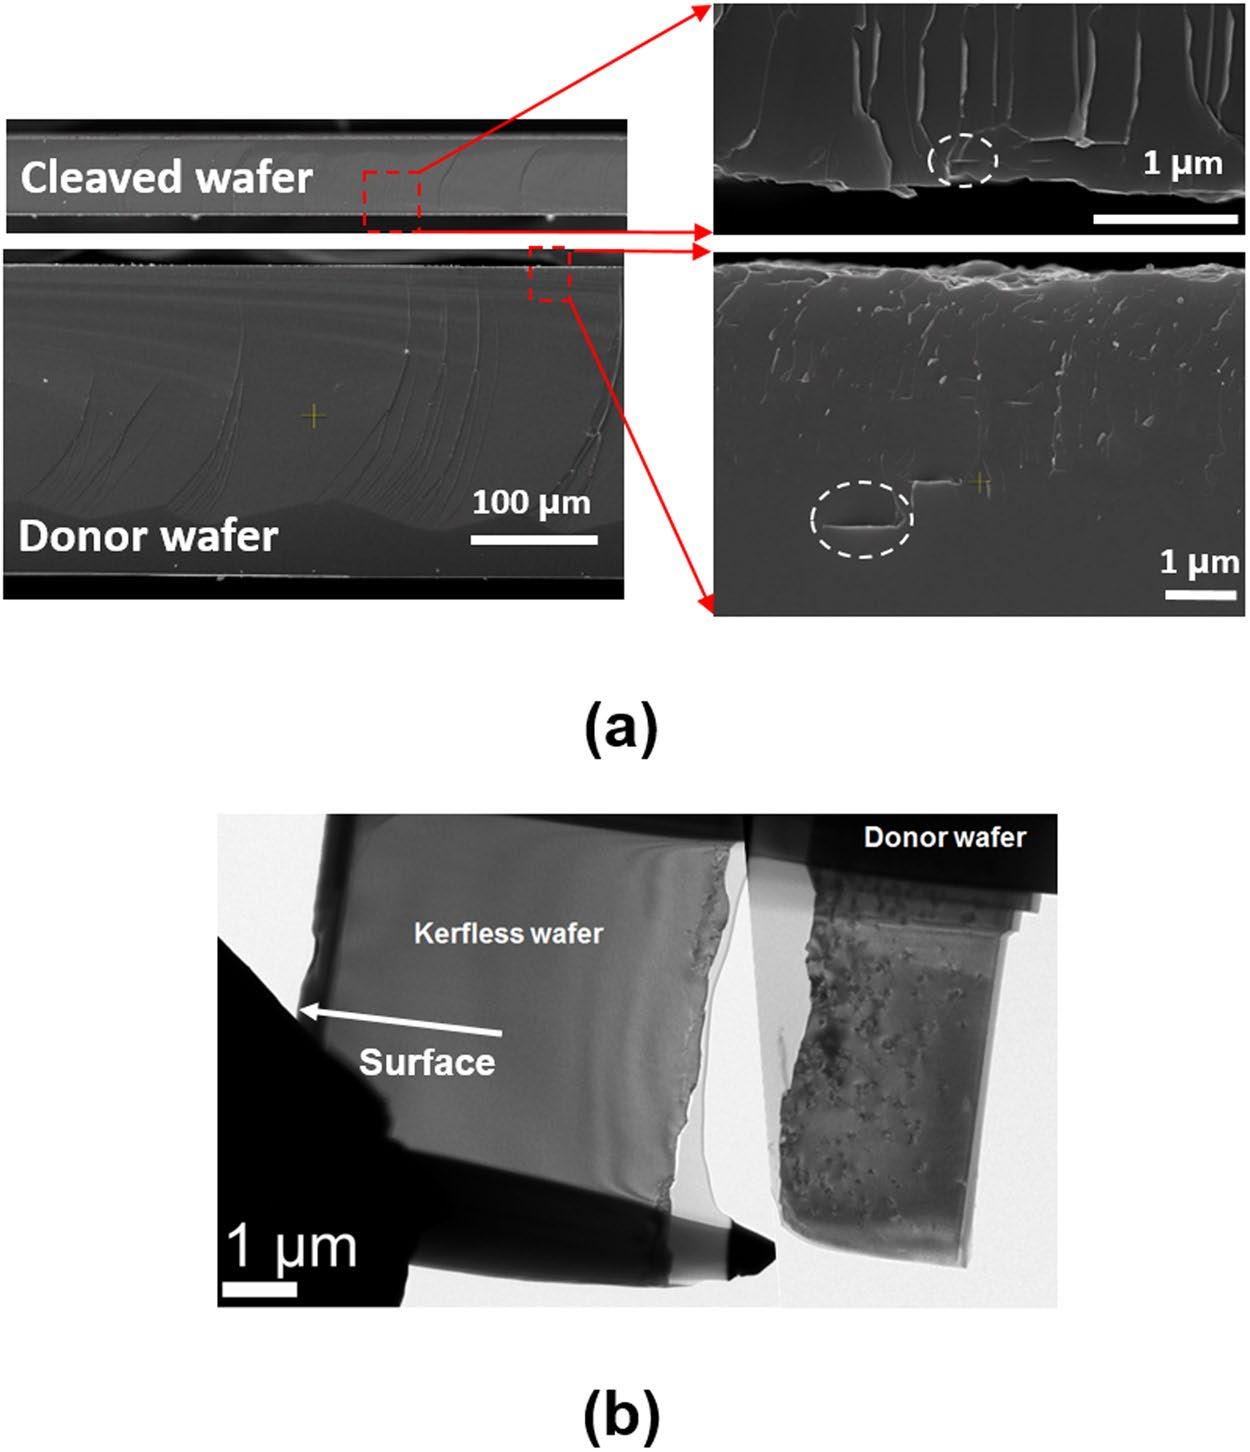 Cleaved wafer
1 µm
100 µm
Donor wafer
1 µm
(a)
Donor wafer
Kerfless wafer
Surface
1 µm
(b)